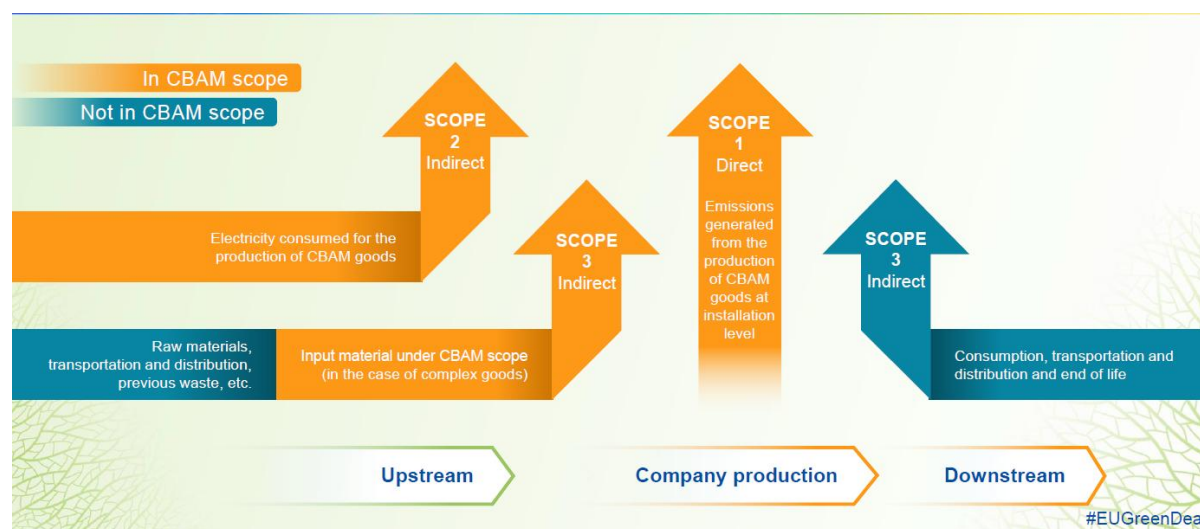 In CBAM scope
Not in CBAM scope
SCOPE
2
Indirect
Electricity consumed for the
production of CBAM goods
SCOPE
3
Indirect
Raw materials,
transportation and distribution,
previous waste, etc.
Input material under CBAM scope
(in the case of complex goods)
SCOPE
1
Direct
Emissions
generated
from the
production
of CBAM
goods at
installation
level
SCOPE
3
Indirect
Consumption, transportation and
distribution and end of life
Upstream
Company production
Downstream
#EUGreenDea